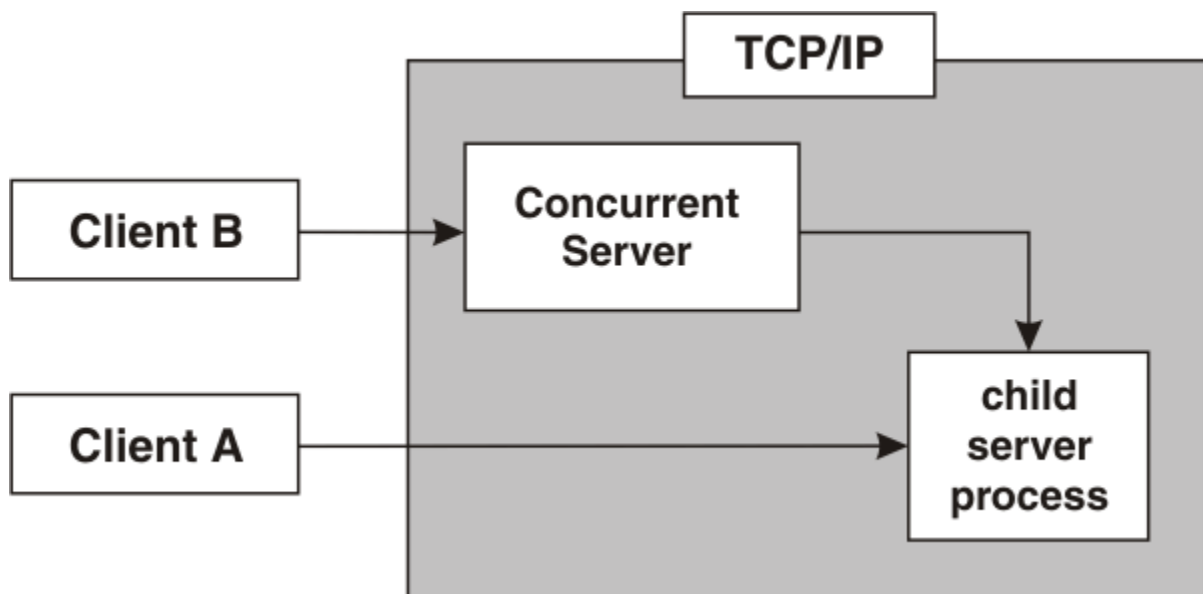 TCP/IP
Concurrent
Server
Client B
Client A
child
server
process